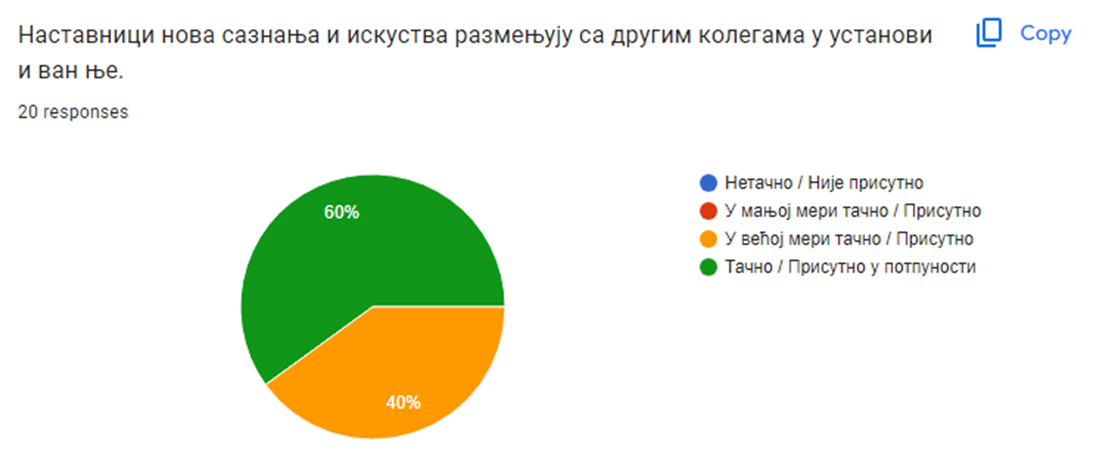 Наставници нова сазнања и искуства размењују са другим колегама у установи
и ван ње.
Copy
20 responses
60%
40%
Нетачно / Није присутно
У мањој мери тачно / Присутно
У већој мери тачно / Присутно
Тачно / Присутно у потпуности